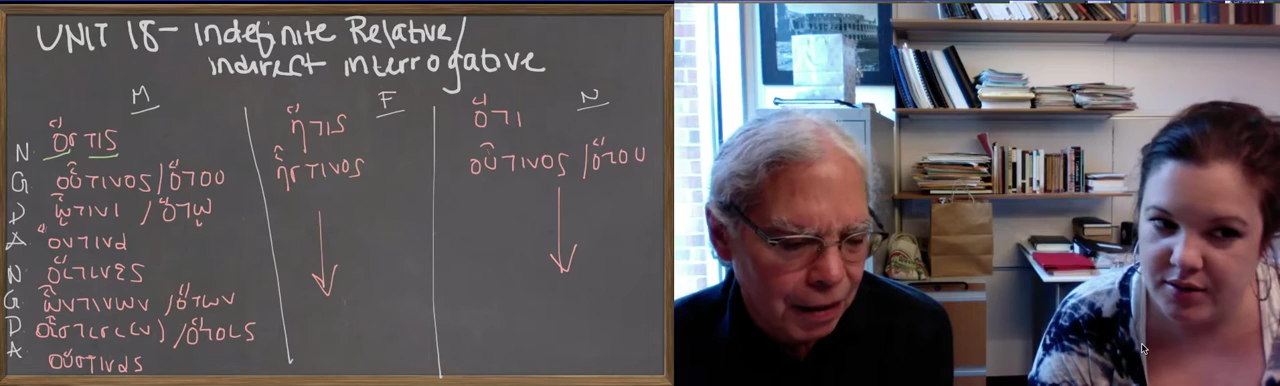 UNIT 18- Indefinite Relative/
indirect interrogative
M F N
N ὅστις ἥτις ὅτι
G οὗτινος/ὅτου ἧστινος οὗτινος/ὅτου
D ᾧτινι / ὅτῳ
A ὅντινα
N οἵτινες
G ὧντινων / ὅτων
D οἷστισι(ν) / ὅτοις
A οὕστινας